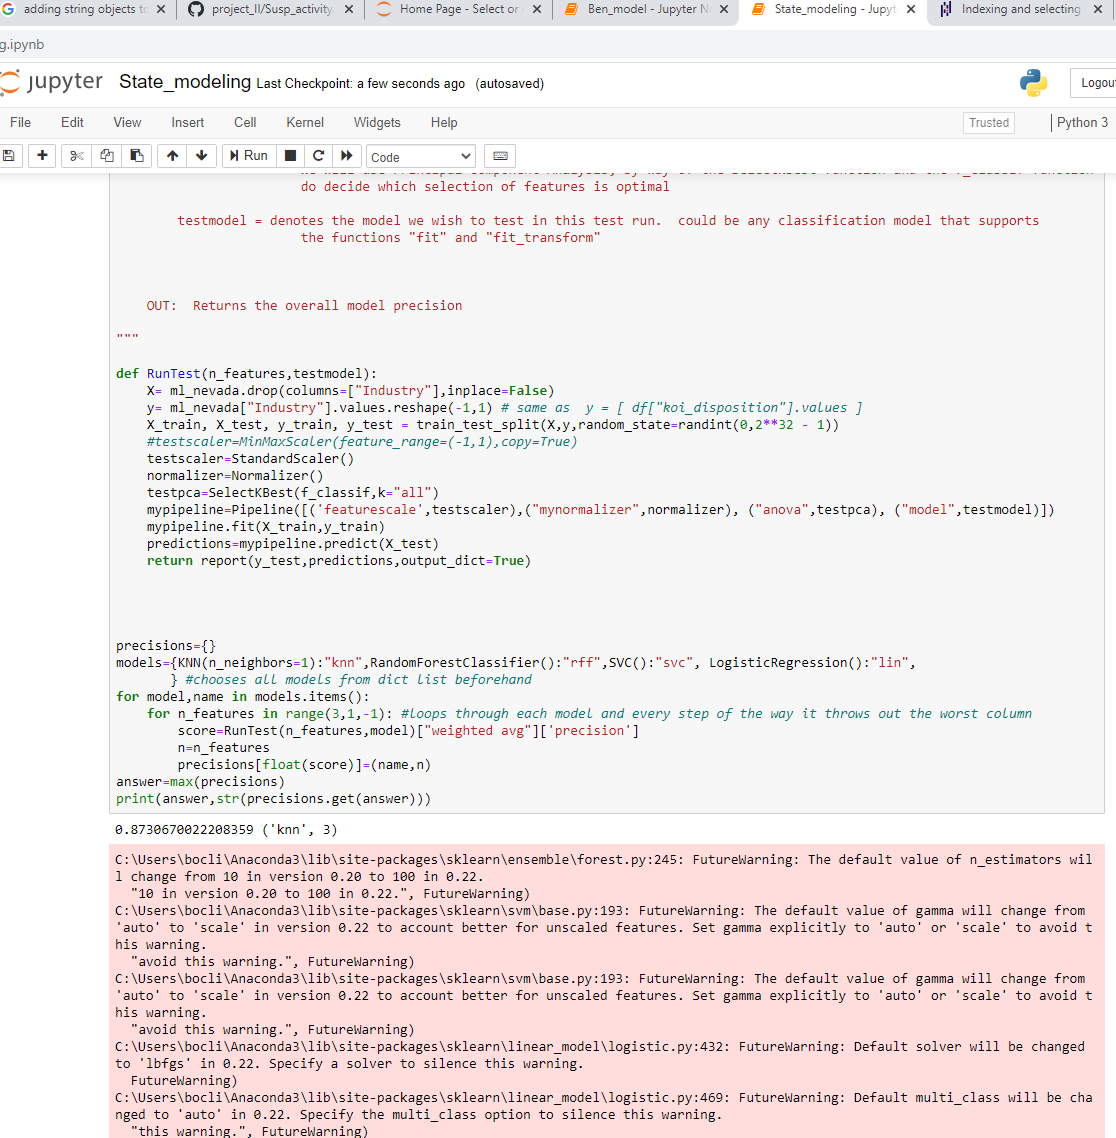 adding string objects to
project_II/Susp_activity.
Home Page - Select or
Ben_model - Jupyter N
State_modeling - Jupyt
Indexing and selecting
g.ipynb
jupyter State_modeling Last Checkpoint: a few seconds ago (autosaved)
Logout
File Edit View Insert Cell Kernel Widgets Help
Trusted
Python 3
Run
Code
do decide which selection of features is optimal
testmodel = denotes the model we wish to test in this test run.  could be any classification model that supports
the functions "fit" and "fit_transform"
OUT:  Returns the overall model precision
"""
def RunTest(n_features,testmodel):
    X= ml_nevada.drop(columns=["Industry"],inplace=False)
    y= ml_nevada["Industry"].values.reshape(-1,1) # same as  y = [ df["koi_disposition"].values ]
    X_train, X_test, y_train, y_test = train_test_split(X,y,random_state=randint(0,2**32 - 1))
    #testscaler=MinMaxScaler(feature_range=(-1,1),copy=True)
    testscaler=StandardScaler()
    normalizer=Normalizer()
    testpca=SelectKBest(f_classif,k="all")
    mypipeline=Pipeline([('featurescale',testscaler),("mynormalizer",normalizer), ("anova",testpca), ("model",testmodel)])
    mypipeline.fit(X_train,y_train)
    predictions=mypipeline.predict(X_test)
    return report(y_test,predictions,output_dict=True)
precisions={}
models={KNN(n_neighbors=1):"knn",RandomForestClassifier():"rff",SVC():"svc", LogisticRegression():"lin",
       } #chooses all models from dict list beforehand
for model,name in models.items():
    for n_features in range(3,1,-1): #loops through each model and every step of the way it throws out the worst column
        score=RunTest(n_features,model)["weighted avg"]['precision']
        n=n_features
        precisions[float(score)]=(name,n)
answer=max(precisions)
print(answer,str(precisions.get(answer)))
0.8730670022208359 ('knn', 3)
C:\Users\bocli\Anaconda3\lib\site-packages\sklearn\ensemble\forest.py:245: FutureWarning: The default value of n_estimators wil
l change from 10 in version 0.20 to 100 in 0.22.
  "10 in version 0.20 to 100 in 0.22.", FutureWarning)
C:\Users\bocli\Anaconda3\lib\site-packages\sklearn\svm\base.py:193: FutureWarning: The default value of gamma will change from
'auto' to 'scale' in version 0.22 to account better for unscaled features. Set gamma explicitly to 'auto' or 'scale' to avoid t
his warning.
  "avoid this warning.", FutureWarning)
C:\Users\bocli\Anaconda3\lib\site-packages\sklearn\svm\base.py:193: FutureWarning: The default value of gamma will change from
'auto' to 'scale' in version 0.22 to account better for unscaled features. Set gamma explicitly to 'auto' or 'scale' to avoid t
his warning.
  "avoid this warning.", FutureWarning)
C:\Users\bocli\Anaconda3\lib\site-packages\sklearn\linear_model\logistic.py:432: FutureWarning: Default solver will be changed
to 'lbfgs' in 0.22. Specify a solver to silence this warning.
  FutureWarning)
C:\Users\bocli\Anaconda3\lib\site-packages\sklearn\linear_model\logistic.py:469: FutureWarning: Default multi_class will be cha
nged to 'auto' in 0.22. Specify the multi_class option to silence this warning.
  "this warning.", FutureWarning)